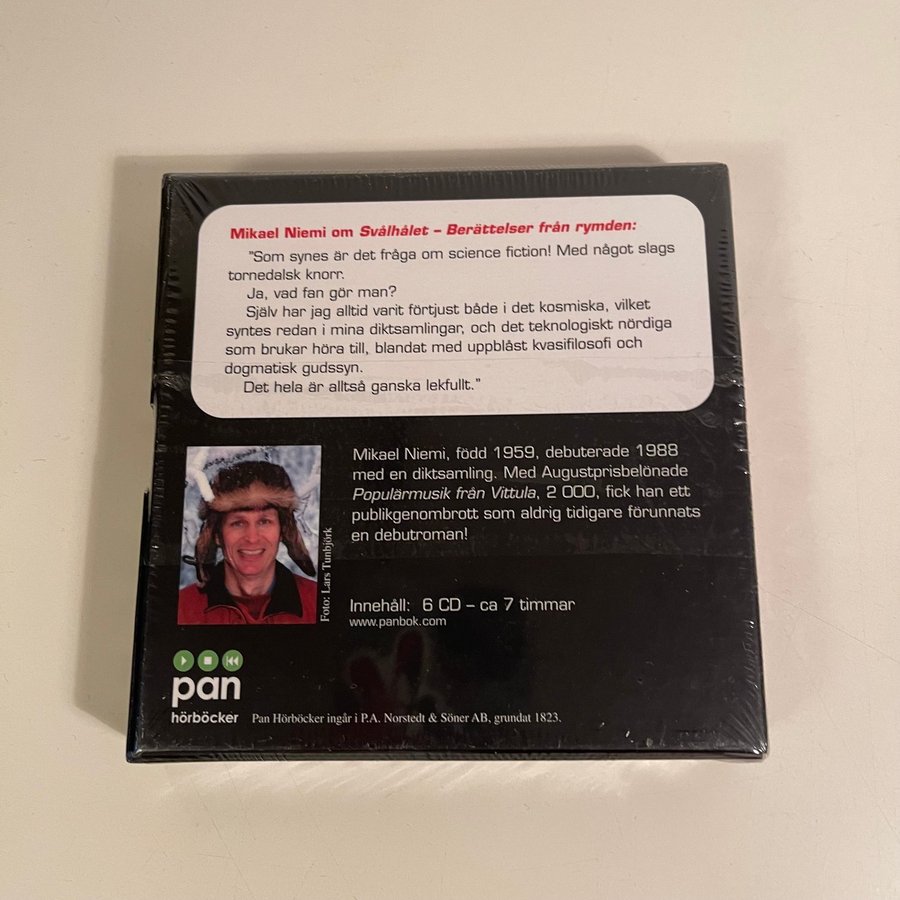 Mikael Niemi om Svålhålet – Berättelser från rymden:
"Som synes är det fråga om science fiction! Med något slags
tornedalsk knorr.
Ja, vad fan gör man?
Själv har jag alltid varit förtjust både i det kosmiska, vilket
syntes redan i mina diktsamlingar, och det teknologiskt nördiga
som brukar höra till, blandat med uppblåst kvasifilosofi och
dogmatisk gudssyn.
Det hela är alltså ganska lekfullt."
Mikael Niemi, född 1959, debuterade 1988
med en diktsamling. Med Augustprisbelönade
Populärmusik från Vittula, 2 000, fick han ett
publikgenombrott som aldrig tidigare förunnats
en debutroman!
Foto: Lars Tunbjörk
Innehåll: 6 CD – ca 7 timmar
www.panbok.com
pan
hörböcker
Pan Hörböcker ingår i P.A. Norstedt & Söner AB, grundat 1823.